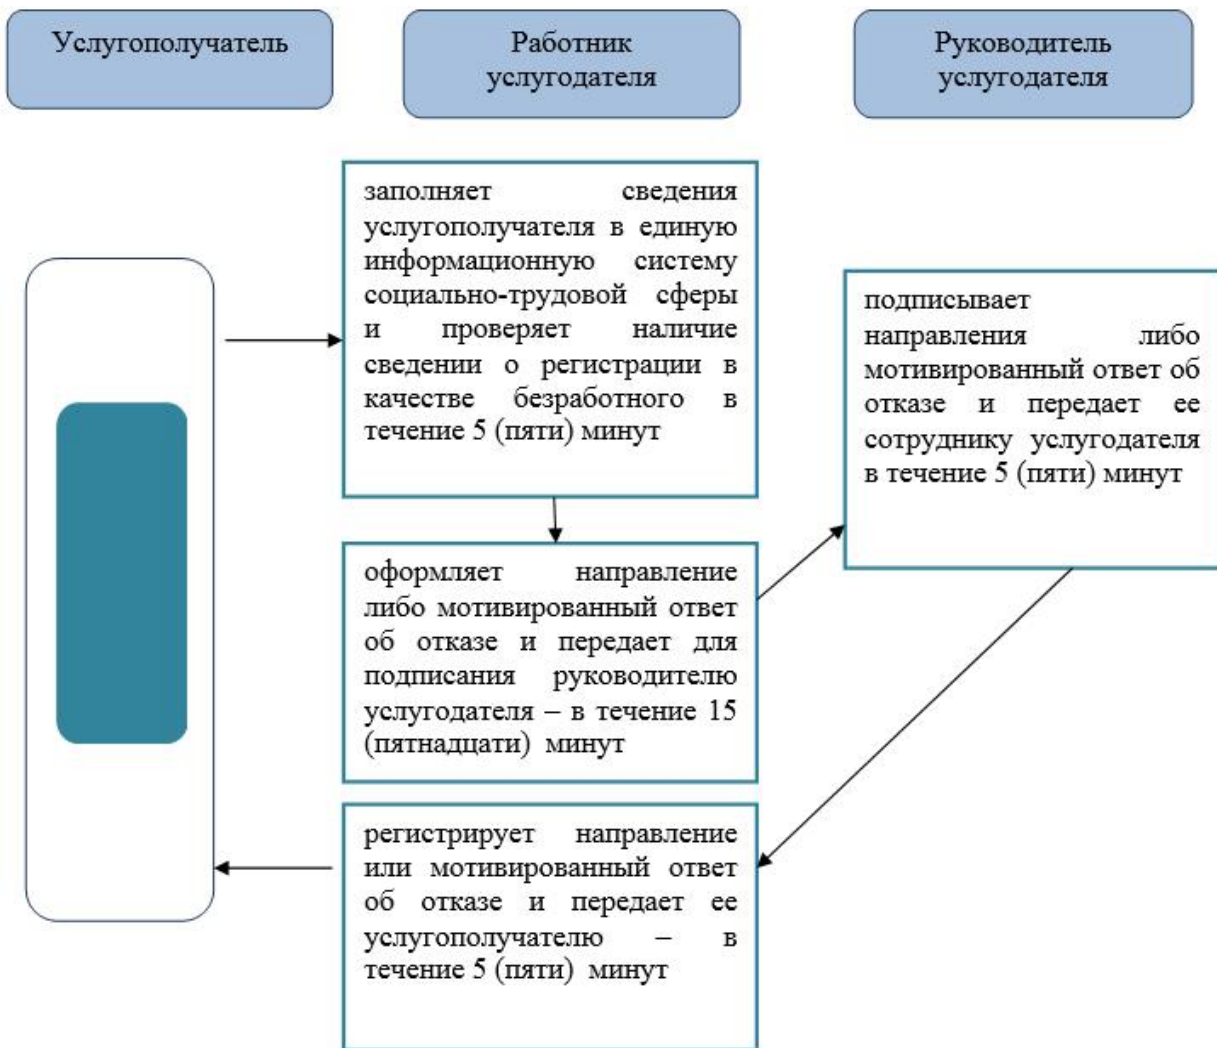 Услугополучатель
Работник
услугодателя
Руководитель
услугодателя
заполняет сведения
услугополучателя в единую
информационную систему
социально-трудовой сферы
и проверяет наличие
сведении о регистрации в
качестве безработного в
течение 5 (пяти) минут
оформляет направление
либо мотивированный ответ
об отказе и передает для
подписания руководителю
услугодателя – в течение 15
(пятнадцати) минут
подписывает
направления либо
мотивированный ответ об
отказе и передает ее
сотруднику услугодателя
в течение 5 (пяти) минут
регистрирует направление
или мотивированный ответ
об отказе и передает ее
услугополучателю – в
течение 5 (пяти) минут